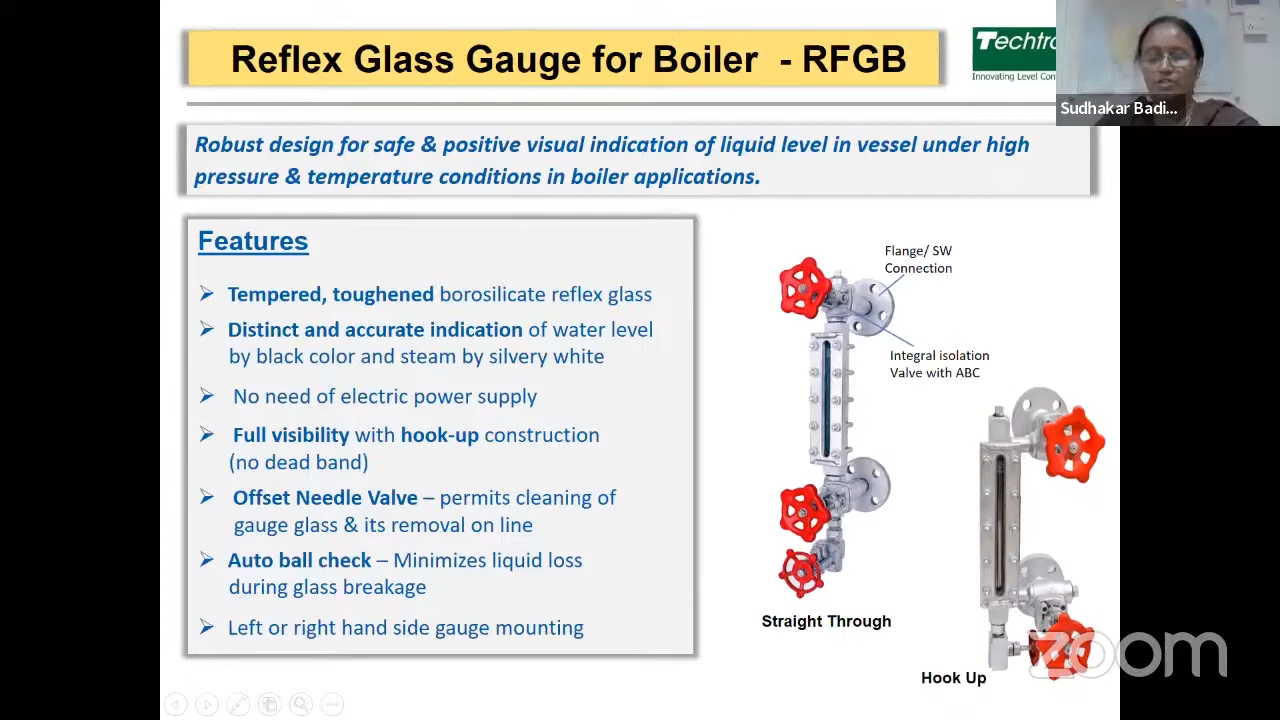 Reflex Glass Gauge for Boiler - RFGB
Techtro
Innovating Level Con
Sudhakar Badi...
Robust design for safe & positive visual indication of liquid level in vessel under high
pressure & temperature conditions in boiler applications.
Features
Tempered, toughened borosilicate reflex glass
Distinct and accurate indication of water level
by black color and steam by silvery white
No need of electric power supply
Full visibility with hook-up construction
(no dead band)
Offset Needle Valve – permits cleaning of
gauge glass & its removal on line
Auto ball check – Minimizes liquid loss
during glass breakage
Left or right hand side gauge mounting
Flange/ SW
Connection
Integral isolation
Valve with ABC
Straight Through
Hook Up
zoom